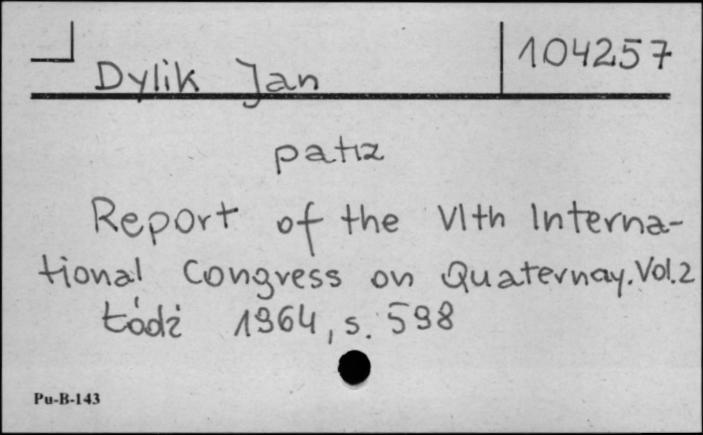 Dylik Jan
104257
patrz
Report of the VIth Interna-
tional Congress on Quaternay. Vol. 2
Łódź 1964, s. 598
Pu-B-143